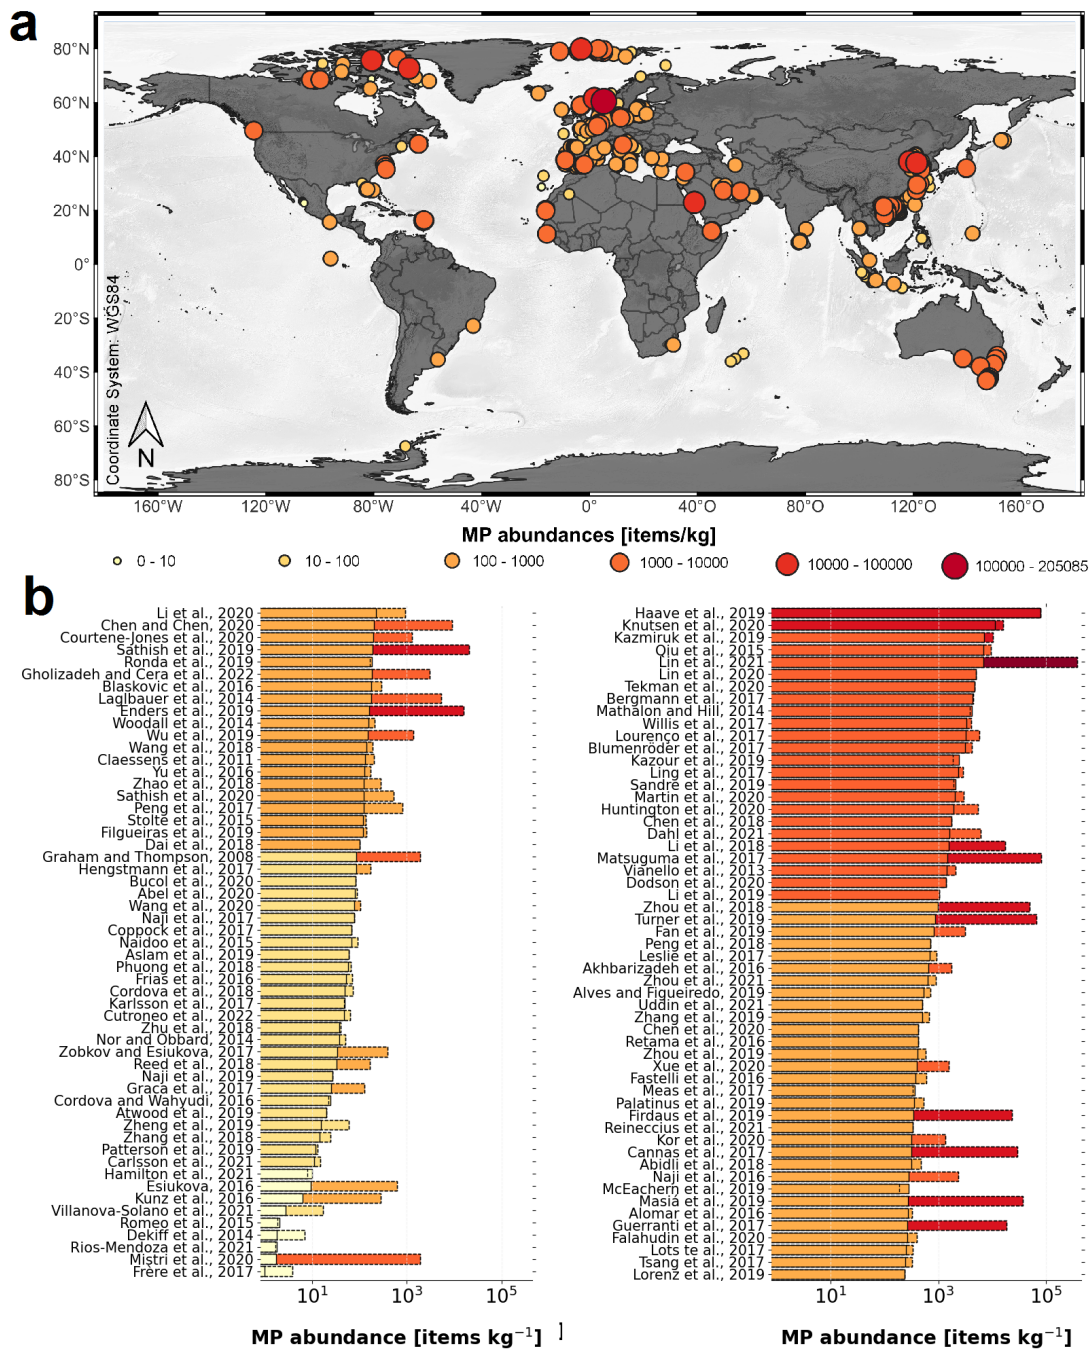 a
80°N
60°N
40°N
20°N
0°
20°S
40°S
60°S
80°S
Coordinate System: WGS84
N
160°W 120°W 80°W 40°W 0° 40°O 80°O 120°O 160°O
MP abundances [items/kg]
0 - 10 10 - 100 100 - 1000 1000 - 10000 10000 - 100000 100000 - 205085
b
Li et al., 2020
Chen and Chen, 2020
Courtene-Jones et al., 2020
Sathish et al., 2019
Ronda et al., 2019
Gholizadeh and Cera et al., 2022
Blaskovic et al., 2016
Laglbauer et al., 2014
Enders et al., 2019
Woodall et al., 2014
Wu et al., 2019
Wang et al., 2018
Claessens et al., 2011
Yu et al., 2016
Zhao et al., 2018
Sathish et al., 2020
Peng et al., 2017
Stolte et al., 2015
Filgueiras et al., 2019
Dai et al., 2018
Graham and Thompson, 2008
Hengstmann et al., 2017
Bucol et al., 2020
Abel et al., 2020
Wang et al., 2020
Naji et al., 2017
Coppock et al., 2017
Naidoo et al., 2015
Aslam et al., 2019
Phuong et al., 2018
Frias et al., 2016
Cordova et al., 2018
Karlsson et al., 2017
Cutroneo et al., 2022
Zhu et al., 2018
Nor and Obbard, 2014
Zobkov and Esiukova, 2017
Reed et al., 2018
Naji et al., 2019
Graca et al., 2017
Cordova and Wahyudi, 2016
Atwood et al., 2019
Zheng et al., 2019
Zhang et al., 2018
Patterson et al., 2019
Carlsson et al., 2021
Hamilton et al., 2021
Esiukova, 2016
Kunz et al., 2016
Villanova-Solano et al., 2021
Romeo et al., 2015
Dekiff et al., 2014
Rios-Mendoza et al., 2021
Mistri et al., 2020
Frère et al., 2017
10¹ 10³ 10⁵
MP abundance [items kg⁻¹]
]
Haave et al., 2019
Knutsen et al., 2020
Kazmiruk et al., 2019
Qiu et al., 2015
Lin et al., 2021
Lin et al., 2020
Tekman et al., 2020
Bergmann et al., 2017
Mathalon and Hill, 2014
Willis et al., 2017
Lourenço et al., 2017
Blumenröder et al., 2017
Kazour et al., 2019
Ling et al., 2017
Sandre et al., 2019
Martin et al., 2020
Huntington et al., 2020
Chen et al., 2018
Dahl et al., 2021
Li et al., 2018
Matsuguma et al., 2017
Vianello et al., 2013
Dodson et al., 2020
Li et al., 2019
Zhou et al., 2018
Turner et al., 2019
Fan et al., 2019
Peng et al., 2018
Leslie et al., 2017
Akhbarizadeh et al., 2016
Zhou et al., 2021
Alves and Figueiredo, 2019
Uddin et al., 2021
Zhang et al., 2019
Chen et al., 2020
Retama et al., 2016
Zhou et al., 2019
Xue et al., 2020
Fastelli et al., 2016
Meas et al., 2017
Palatinus et al., 2019
Firdaus et al., 2019
Reineccius et al., 2021
Kor et al., 2020
Cannas et al., 2017
Abidli et al., 2018
Naji et al., 2016
McEachern et al., 2019
Masiá et al., 2019
Alomar et al., 2016
Guerranti et al., 2017
Falahudin et al., 2020
Lots te al., 2017
Tsang et al., 2017
Lorenz et al., 2019
10¹ 10³ 10⁵
MP abundance [items kg⁻¹]